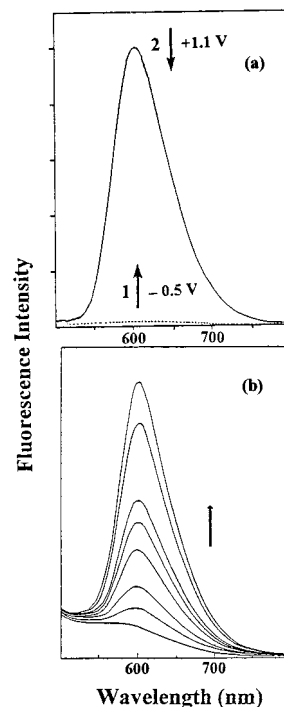 2 +1.1 V
(a)
1 – 0.5 V
600 700
(b)
600 700
Fluorescence Intensity
Wavelength (nm)